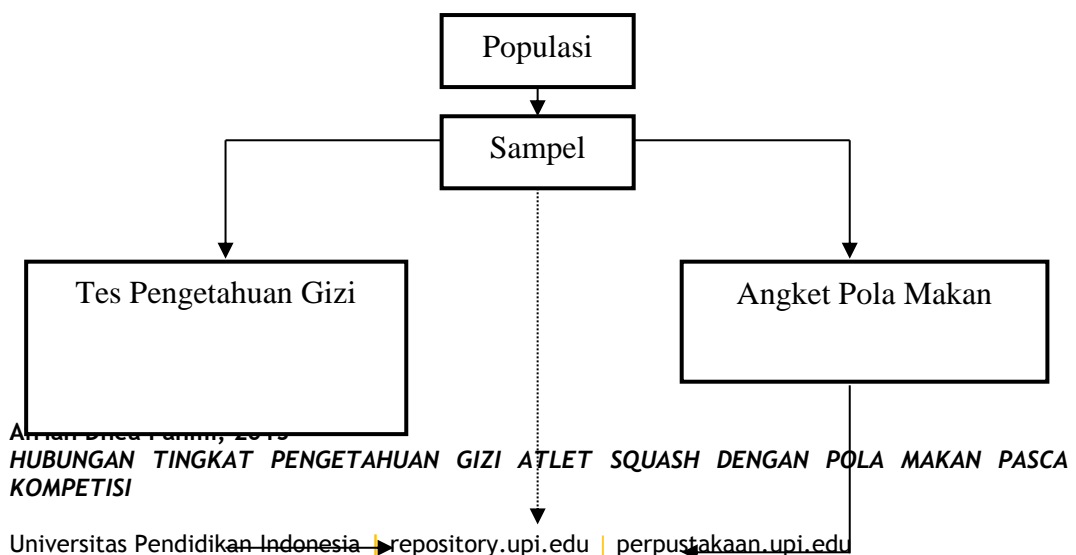 Populasi
Sampel
Tes Pengetahuan Gizi
Angket Pola Makan
HUBUNGAN TINGKAT PENGETAHUAN GIZI ATLET SQUASH DENGAN POLA MAKAN PASCA
KOMPETISI
Universitas Pendidikan Indonesia | repository.upi.edu | perpustakaan.upi.edu